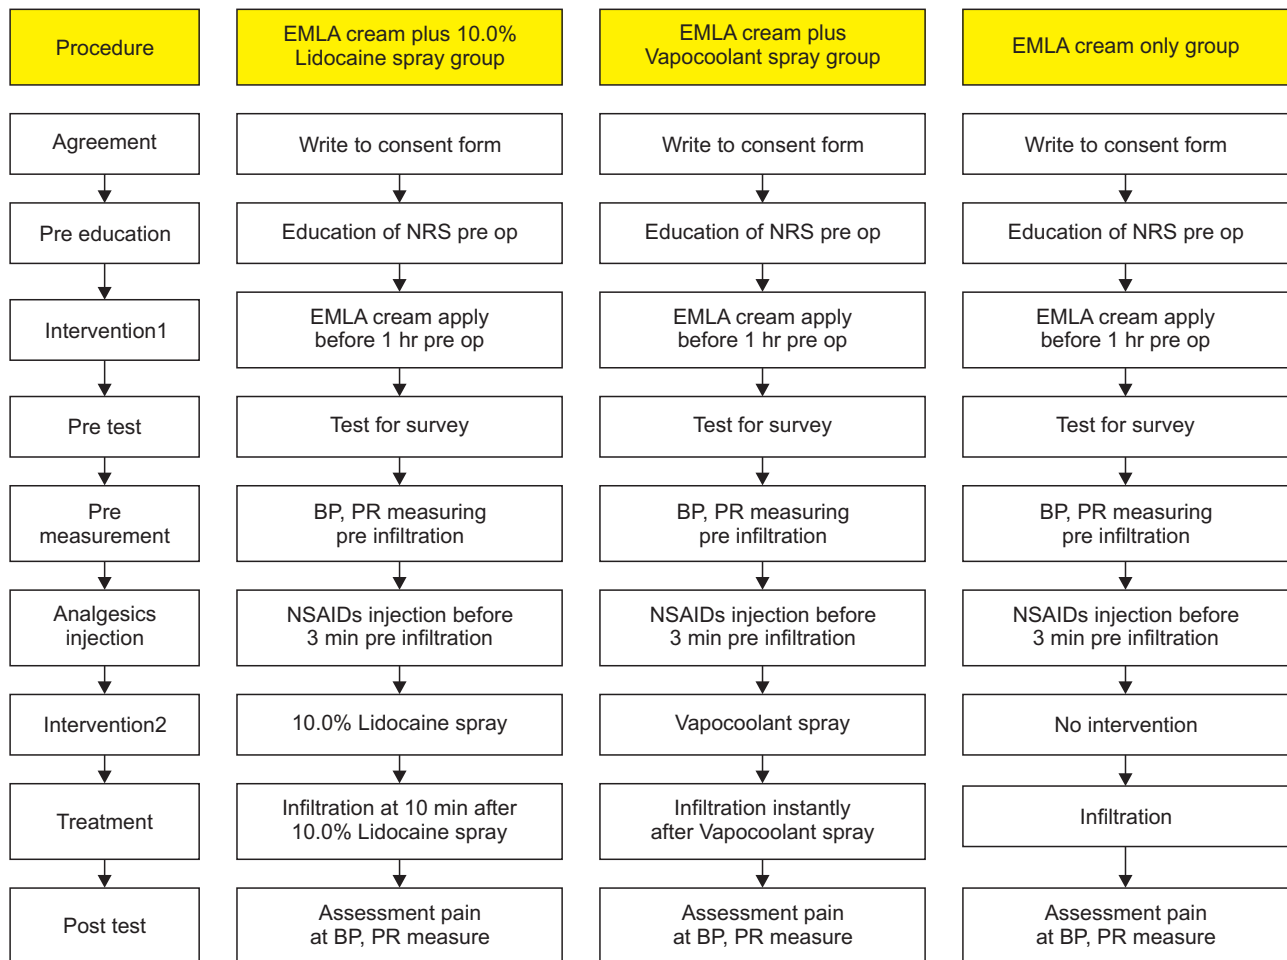 Procedure
EMLA cream plus 10.0%
Lidocaine spray group
EMLA cream plus
Vapocoolant spray group
EMLA cream only group
Agreement
Write to consent form
Write to consent form
Write to consent form
Pre education
Education of NRS pre op
Education of NRS pre op
Education of NRS pre op
Intervention1
EMLA cream apply
before 1 hr pre op
EMLA cream apply
before 1 hr pre op
EMLA cream apply
before 1 hr pre op
Pre test
Test for survey
Test for survey
Test for survey
Pre
measurement
BP, PR measuring
pre infiltration
BP, PR measuring
pre infiltration
BP, PR measuring
pre infiltration
Analgesics
injection
NSAIDs injection before
3 min pre infiltration
NSAIDs injection before
3 min pre infiltration
NSAIDs injection before
3 min pre infiltration
Intervention2
10.0% Lidocaine spray
Vapocoolant spray
No intervention
Treatment
Infiltration at 10 min after
10.0% Lidocaine spray
Infiltration instantly
after Vapocoolant spray
Infiltration
Post test
Assessment pain
at BP, PR measure
Assessment pain
at BP, PR measure
Assessment pain
at BP, PR measure